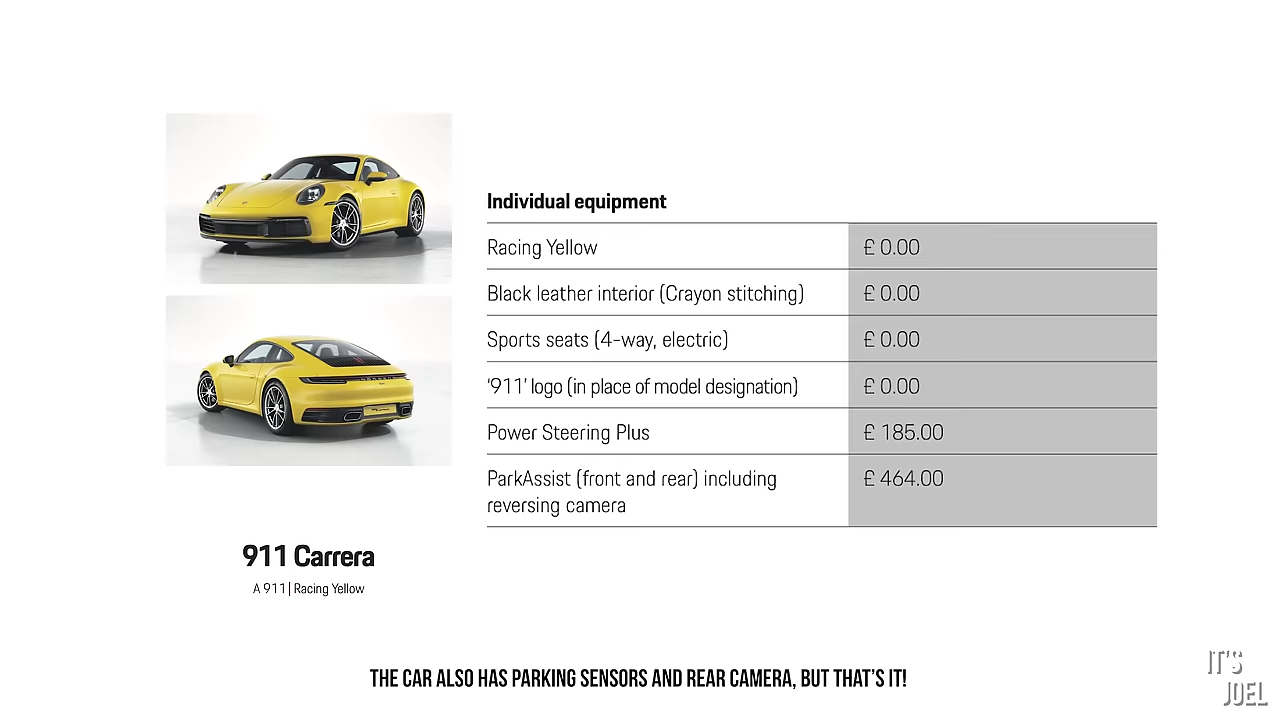 Individual equipment
Racing Yellow £ 0.00
Black leather interior (Crayon stitching) £ 0.00
Sports seats (4-way, electric) £ 0.00
‘911’ logo (in place of model designation) £ 0.00
Power Steering Plus £ 185.00
ParkAssist (front and rear) including £ 464.00
reversing camera
911 Carrera
A 911 | Racing Yellow
THE CAR ALSO HAS PARKING SENSORS AND REAR CAMERA, BUT THAT'S IT!
IT'S
JOEL